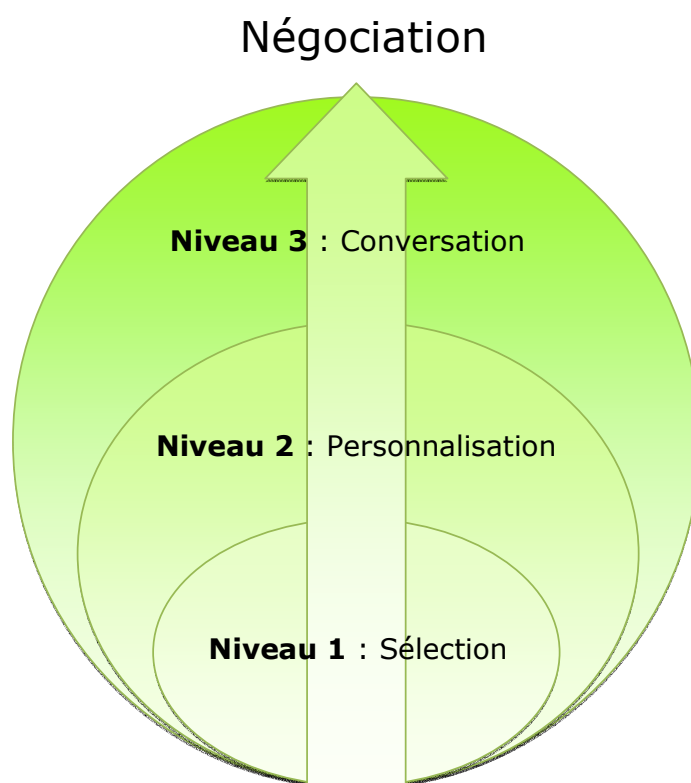 Négociation
Niveau 3 : Conversation
Niveau 2 : Personnalisation
Niveau 1 : Sélection